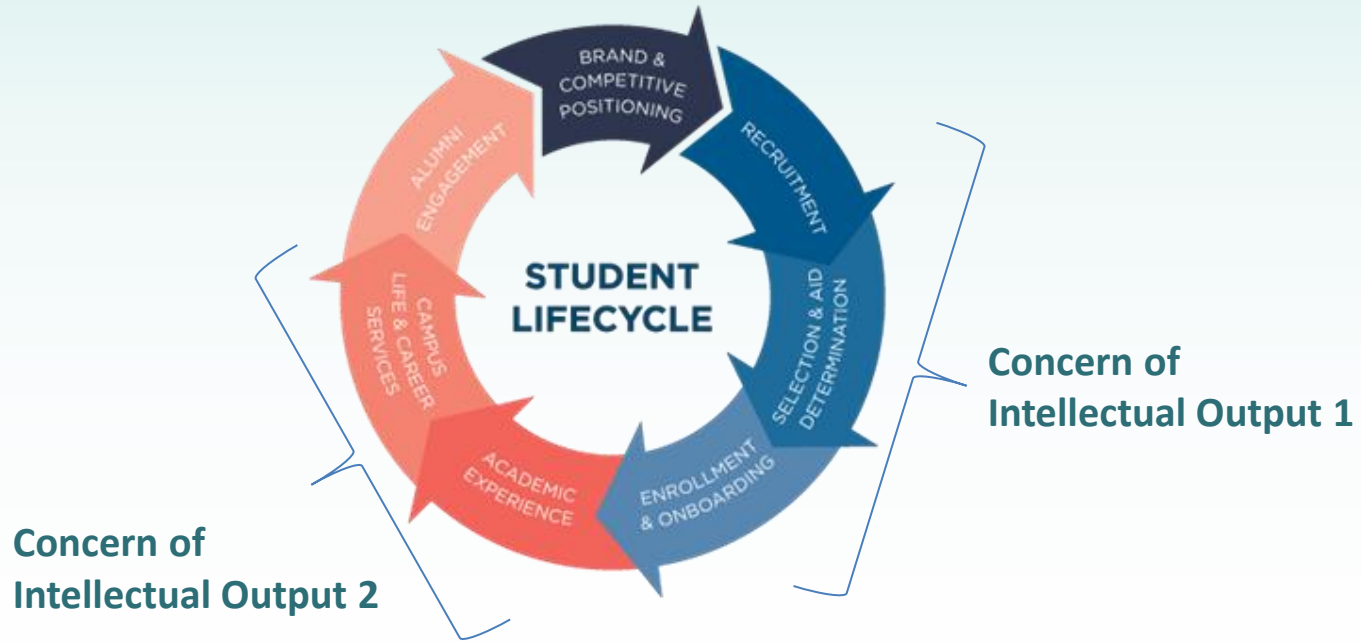 BRAND &
COMPETITIVE
POSITIONING
RECRUITMENT
SELECTION & AID
DETERMINATION
ENROLLMENT
& ONBOARDING
ACADEMIC
EXPERIENCE
CAMPUS
LIFE & CAREER
SERVICES
ALUMNI
ENGAGEMENT
STUDENT
LIFECYCLE
Concern of
Intellectual Output 1
Concern of
Intellectual Output 2